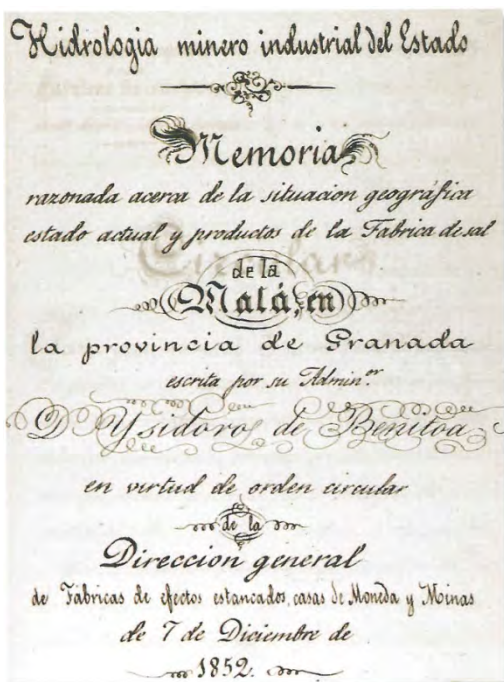 Hidrologia minero industrial del Estado
Memoria
razonada acerca de la situacion geográfica
estado actual y productos de la Fabrica de sal
de la
Malá, en
la provincia de Granada
escrita por su Admin.or
D. Ysidoro de Benitoa
en virtud de orden circular
de la
Direccion general
de Fábricas de efectos estancados, casas de Moneda y Minas
de 7 de Diciembre de
1852.